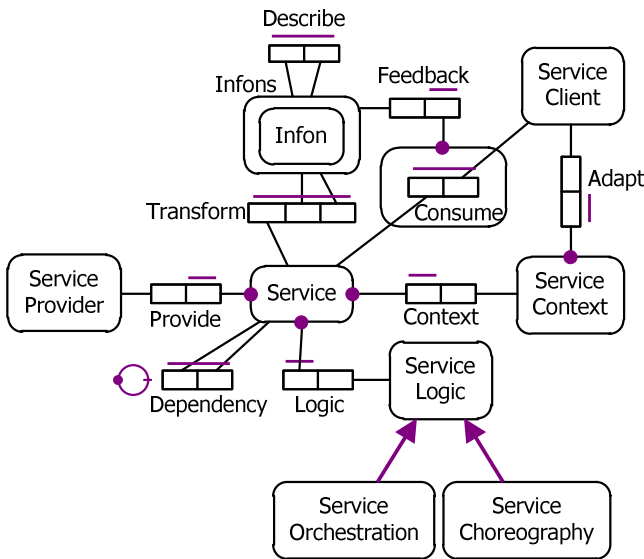 Describe
Infons
Feedback
Service
Client
Infon
Adapt
Transform
Consume
Service
Provider
Service
Service
Context
Provide
Context
Service
Logic
Dependency
Logic
Service
Orchestration
Service
Choreography